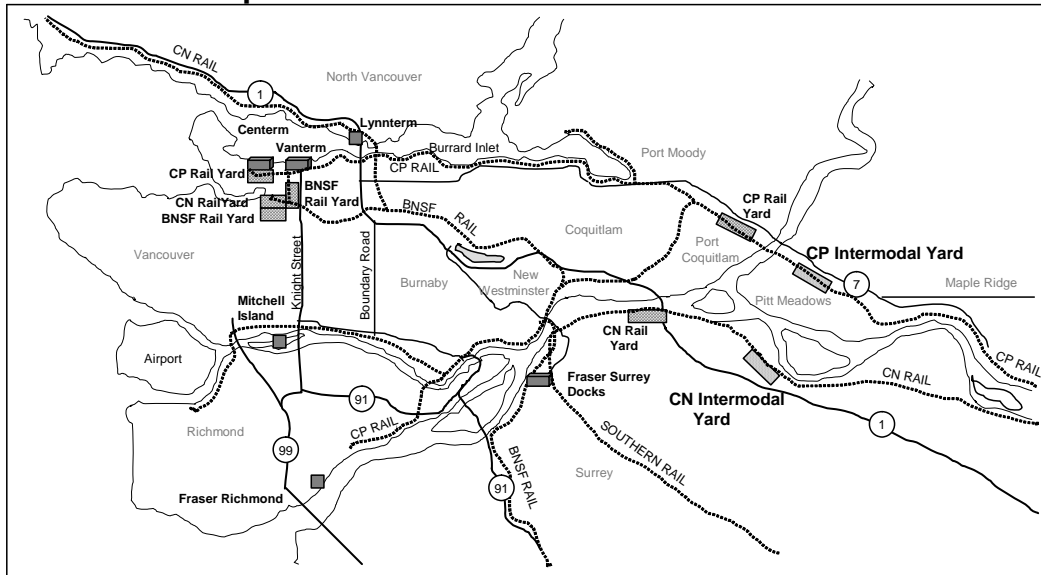 CN RAIL
North Vancouver
1
Lynnterm
Centerm
Vanterm
Burrard Inlet
Port Moody
CP RAIL
CP Rail Yard
BNSF
Rail Yard
CN RailYard
BNSF Rail Yard
BNSF
RAIL
CP Rail
Yard
Coquitlam
Port
Coquitlam
CP Intermodal Yard
Vancouver
Knight Street
Boundary Road
Burnaby
New
Westminster
7
Maple Ridge
Pitt Meadows
Mitchell
Island
CN Rail
Yard
Airport
CP RAIL
CN RAIL
Fraser Surrey
Docks
CN Intermodal
Yard
91
Richmond
CP RAIL
1
99
SOUTHERN RAIL
BNSF RAIL
Surrey
91
Fraser Richmond